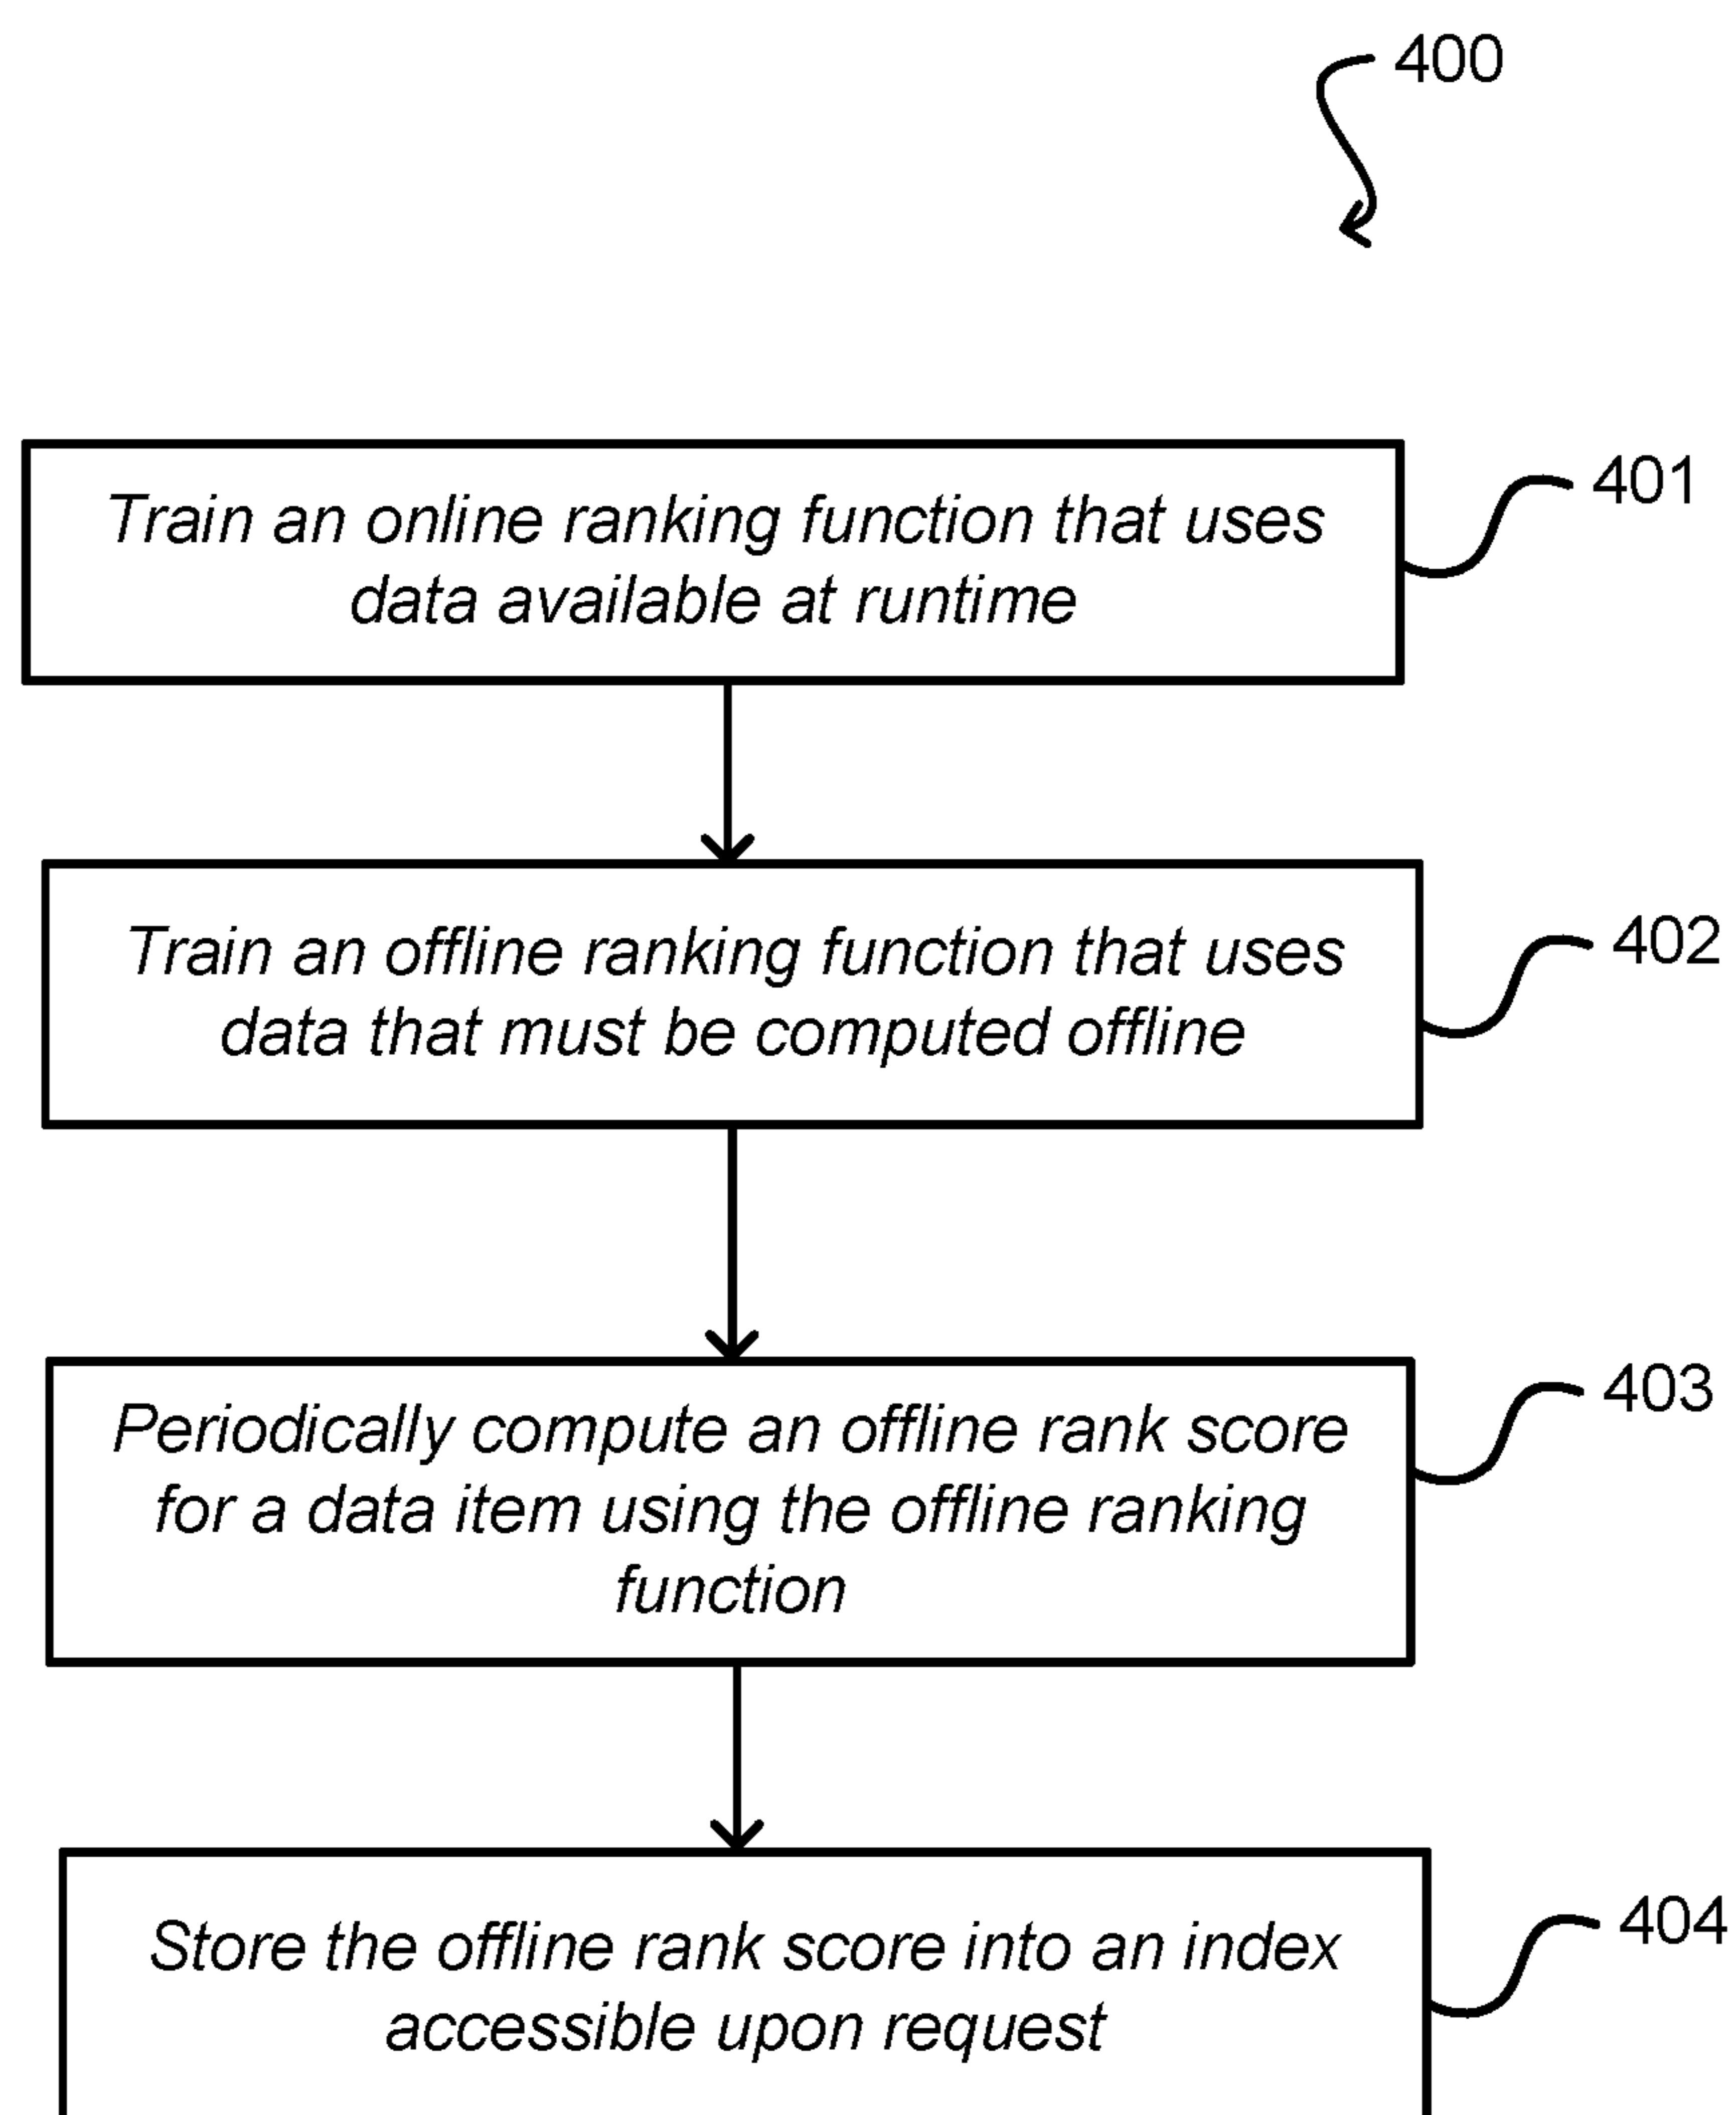 400
Train an online ranking function that uses
data available at runtime
401
Train an offline ranking function that uses
data that must be computed offline
402
Periodically compute an offline rank score
for a data item using the offline ranking
function
403
Store the offline rank score into an index
accessible upon request
404